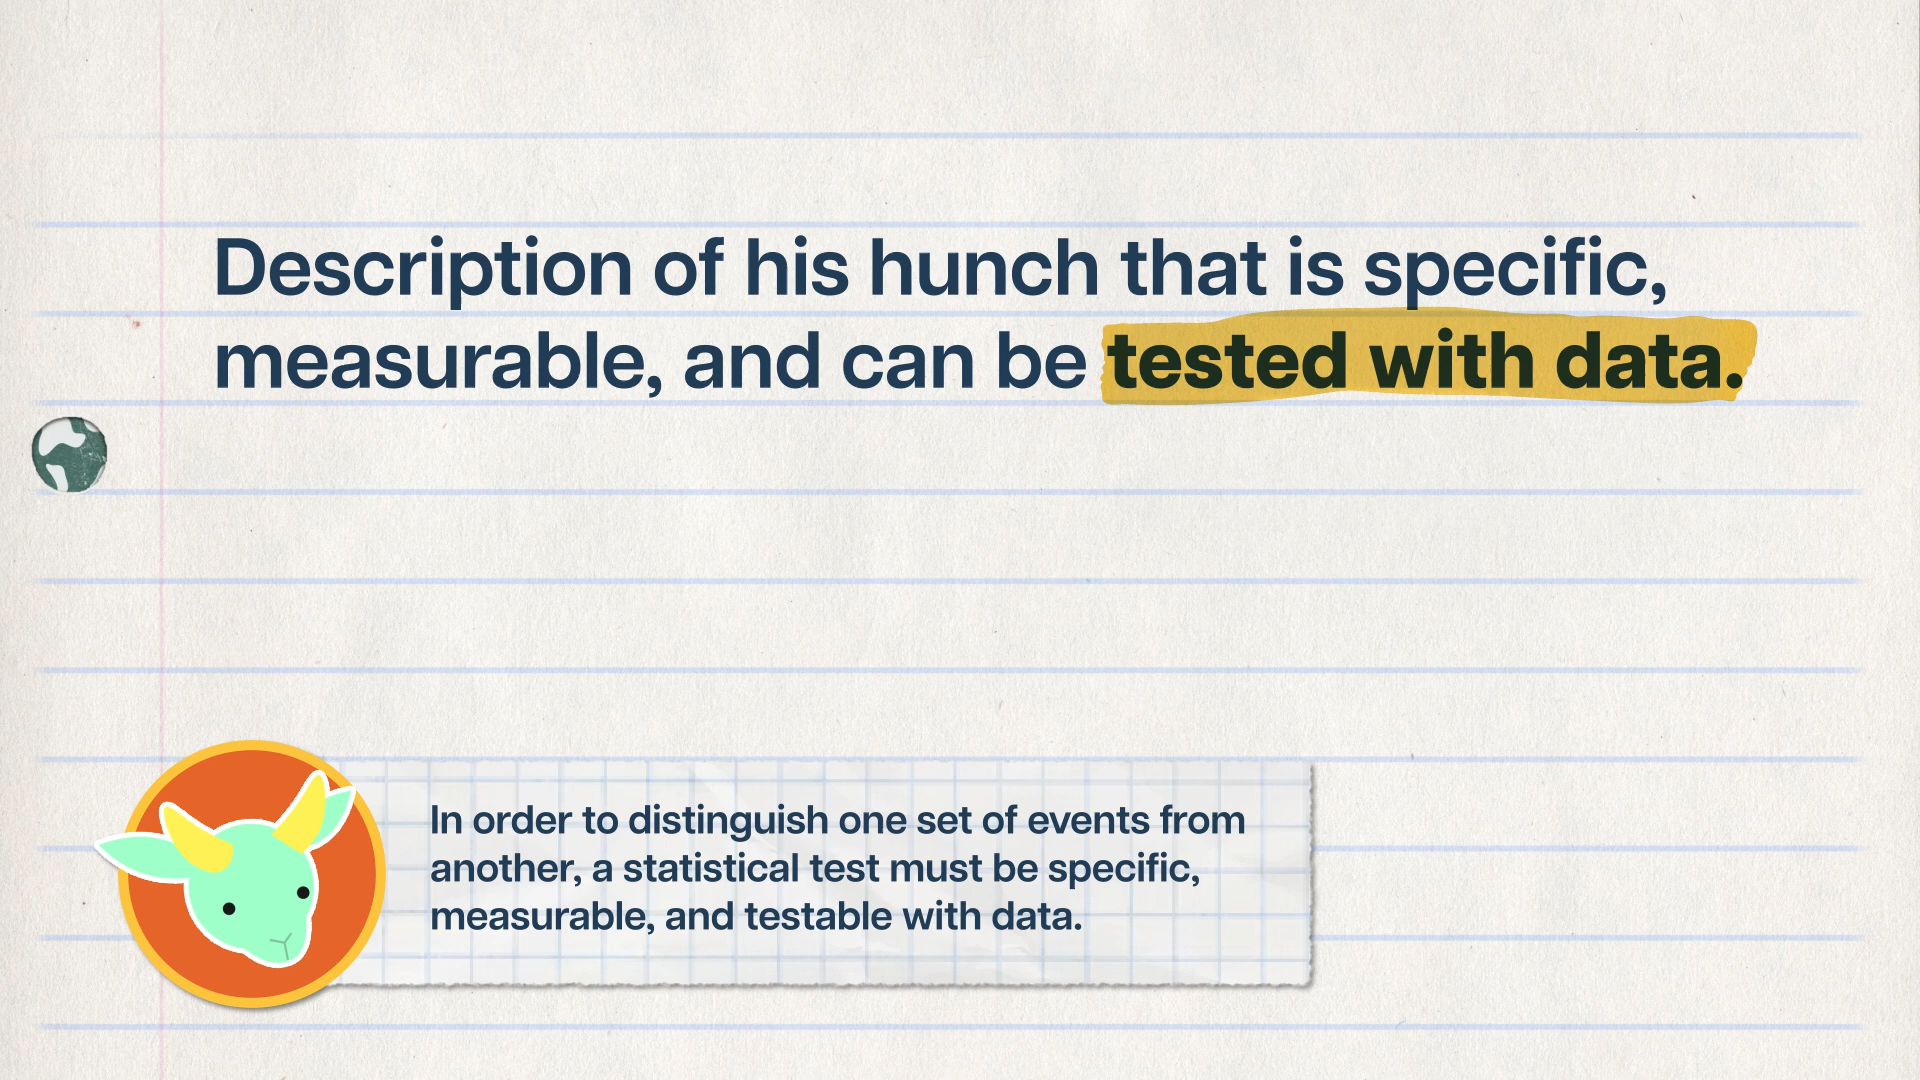 Description of his hunch that is specific,
measurable, and can be tested with data.
In order to distinguish one set of events from
another, a statistical test must be specific,
measurable, and testable with data.